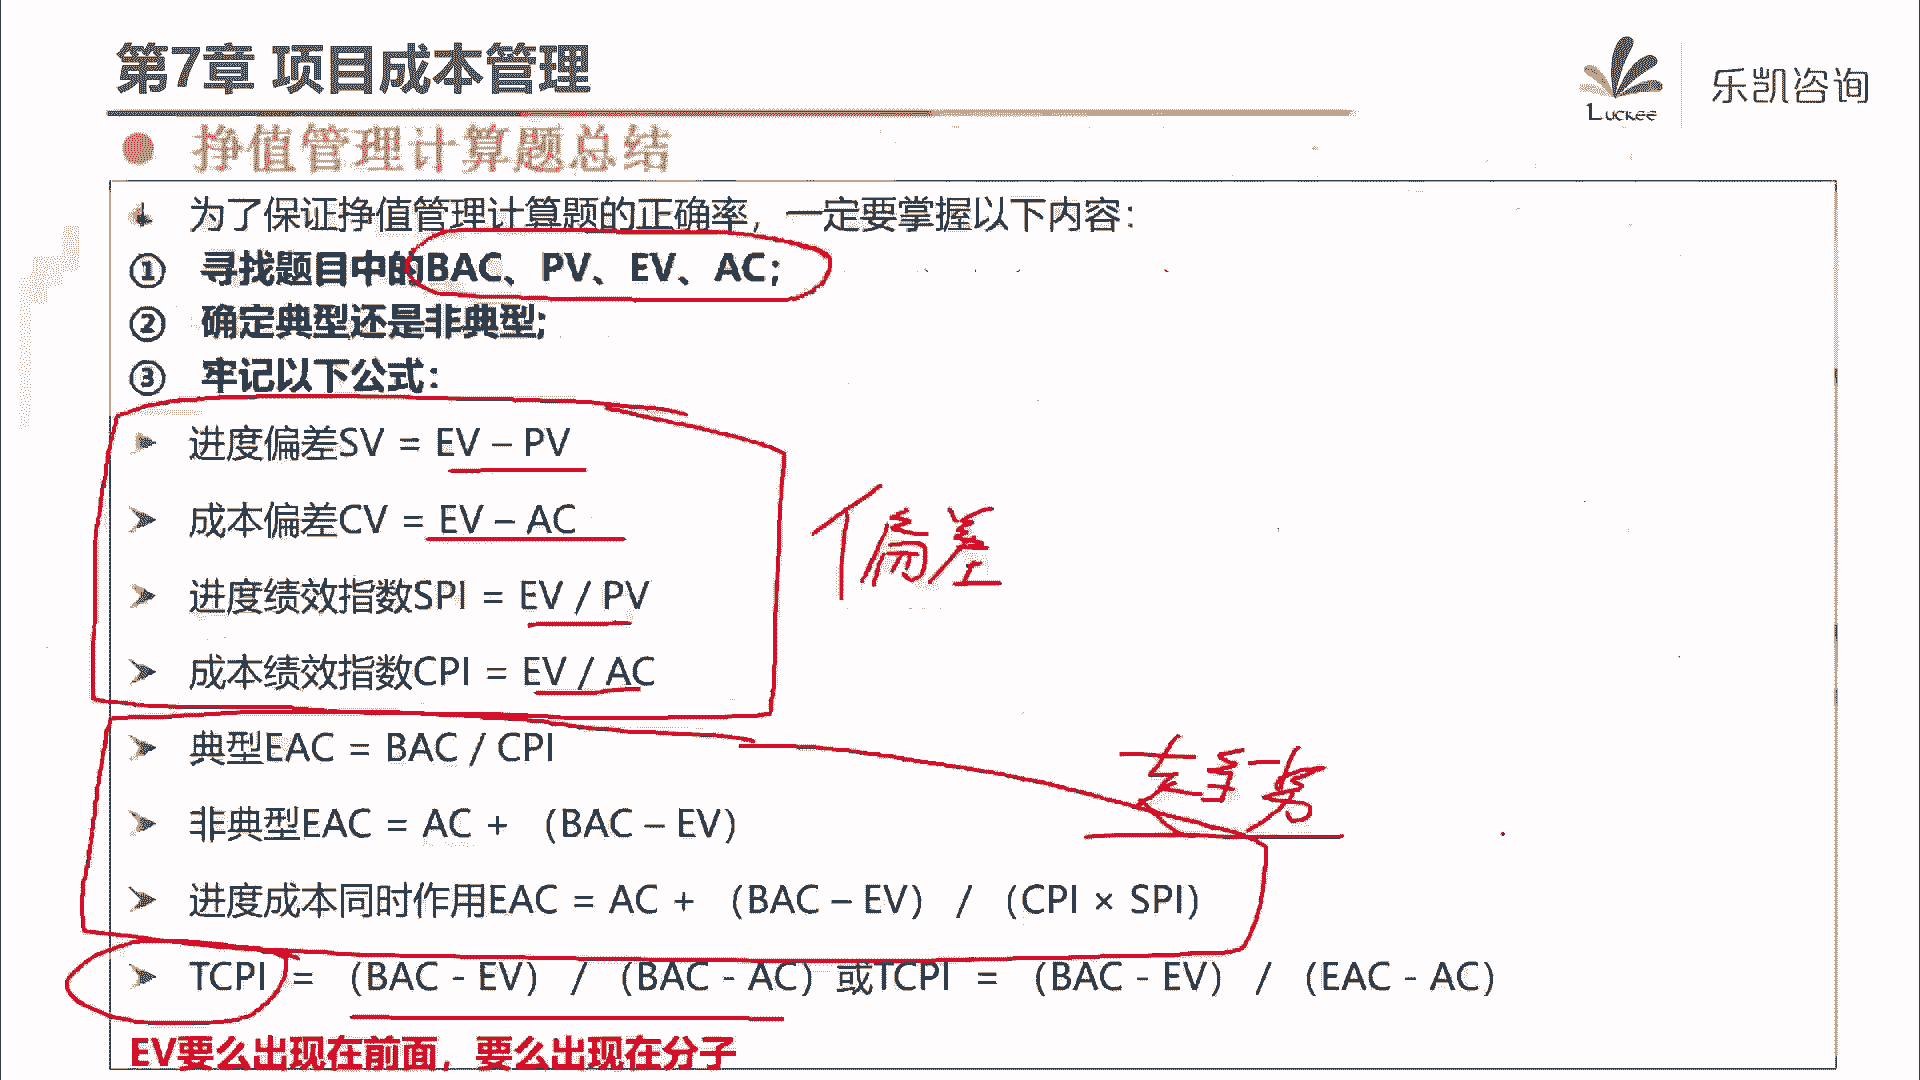 第7章 项目成本管理
Luckee
乐凯咨询
挣值管理计算题总结
为了保证挣值管理计算题的正确率，一定要掌握以下内容：
① 寻找题目中的BAC、PV、EV、AC；
② 确定典型还是非典型；
③ 牢记以下公式：
进度偏差SV = EV – PV
成本偏差CV = EV – AC
偏差
进度绩效指数SPI = EV / PV
成本绩效指数CPI = EV / AC
典型EAC = BAC / CPI
非典型EAC = AC + （BAC – EV）
进度成本同时作用EAC = AC + （BAC – EV） / （CPI × SPI）
TCPI = （BAC - EV） / （BAC - AC）或TCPI = （BAC - EV） / （EAC - AC）
EV要么出现在前面，要么出现在分子